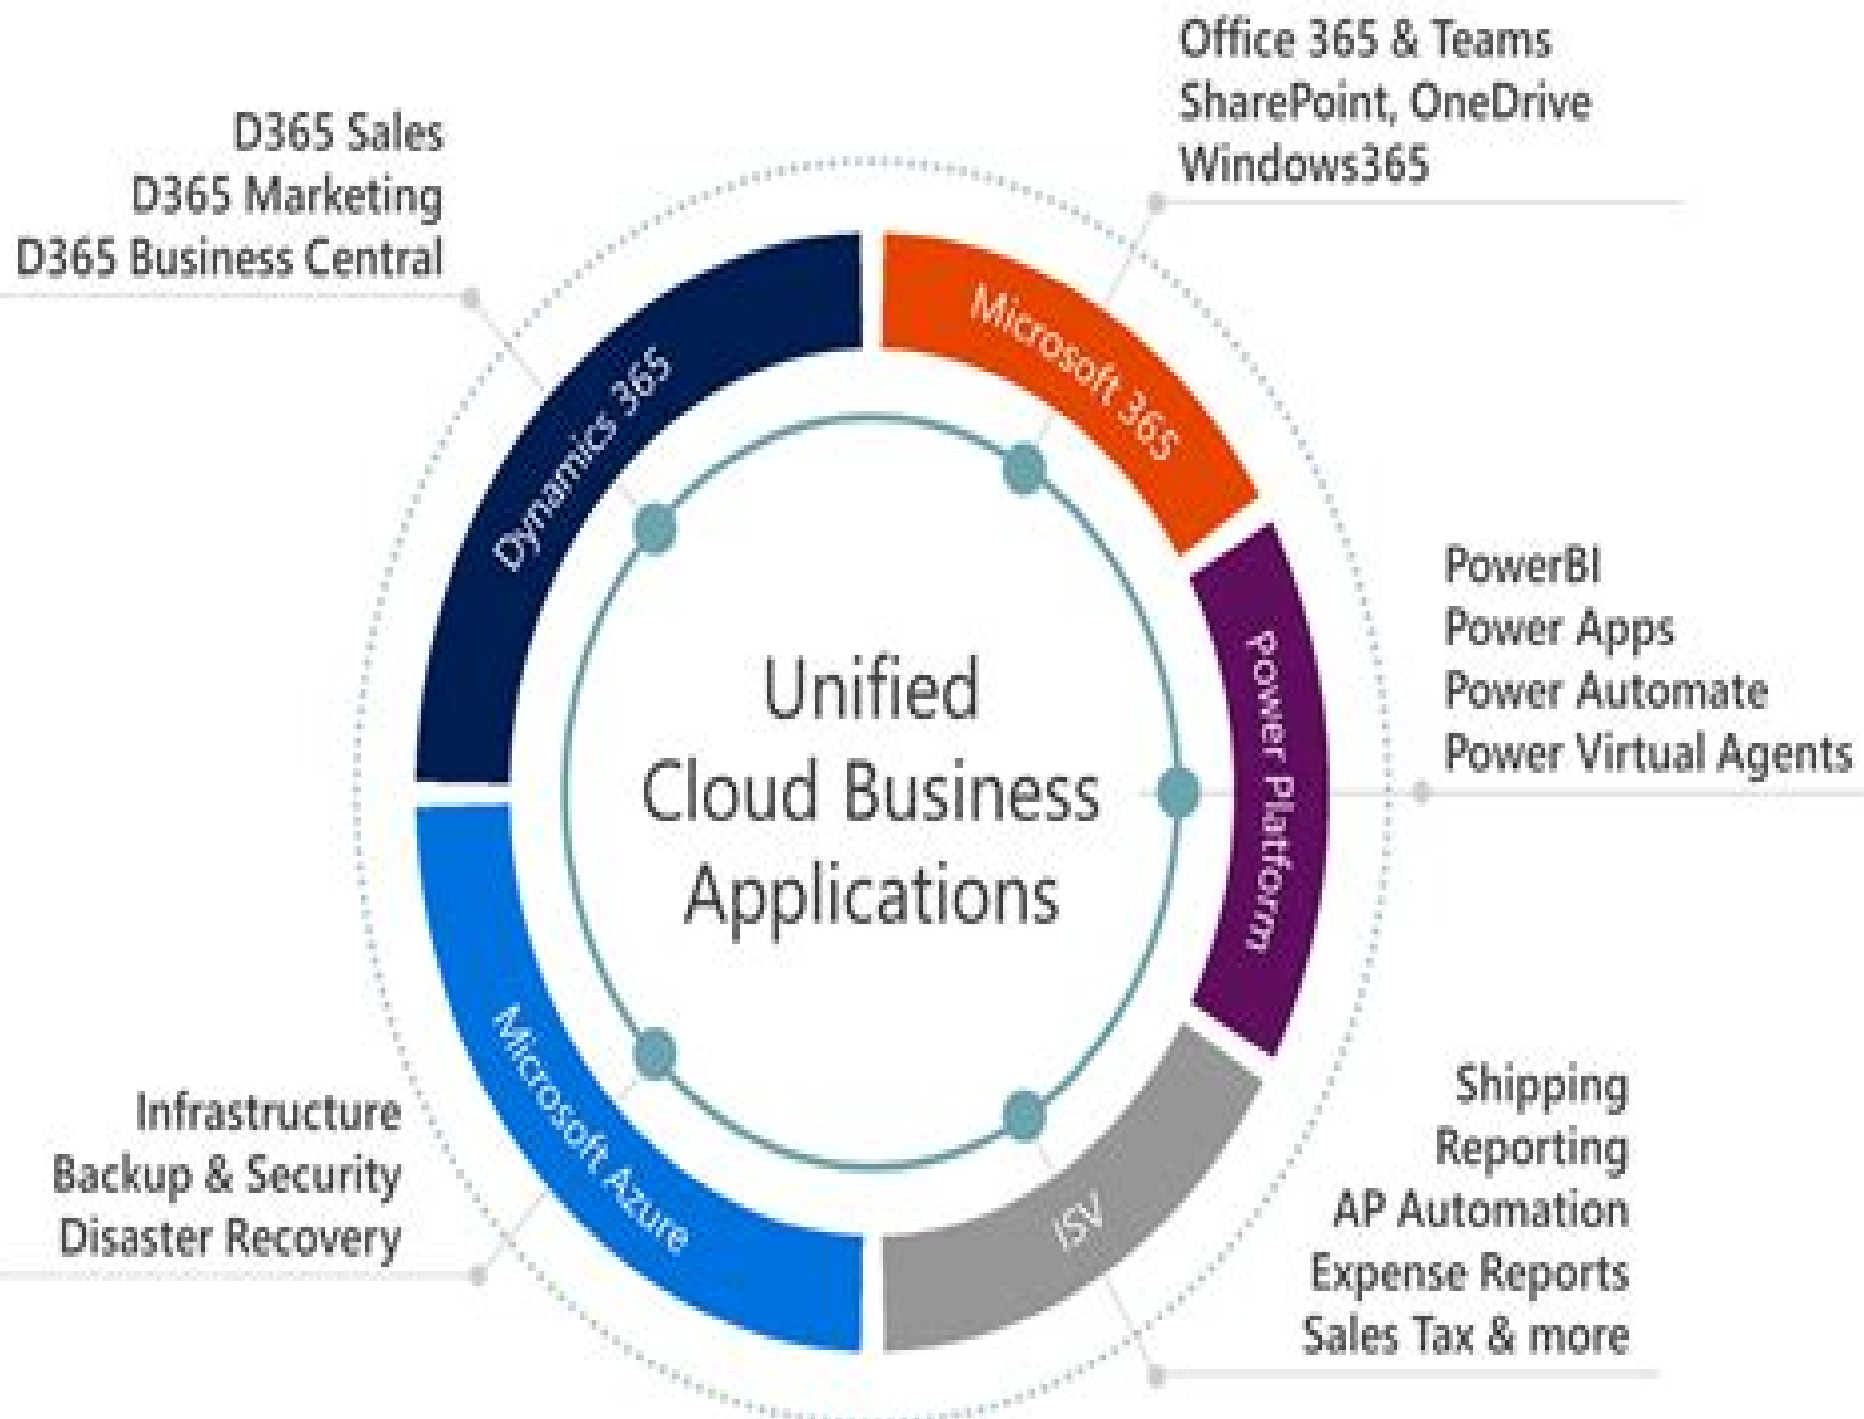 Office 365 & Teams
SharePoint, OneDrive
Windows365
D365 Sales
D365 Marketing
D365 Business Central
Microsoft 365
Dynamics 365
PowerBI
Power Apps
Power Automate
Power Virtual Agents
Power Platform
Unified
Cloud Business
Applications
Microsoft Azure
Infrastructure
Backup & Security
Disaster Recovery
ISV
Shipping
Reporting
AP Automation
Expense Reports
Sales Tax & more